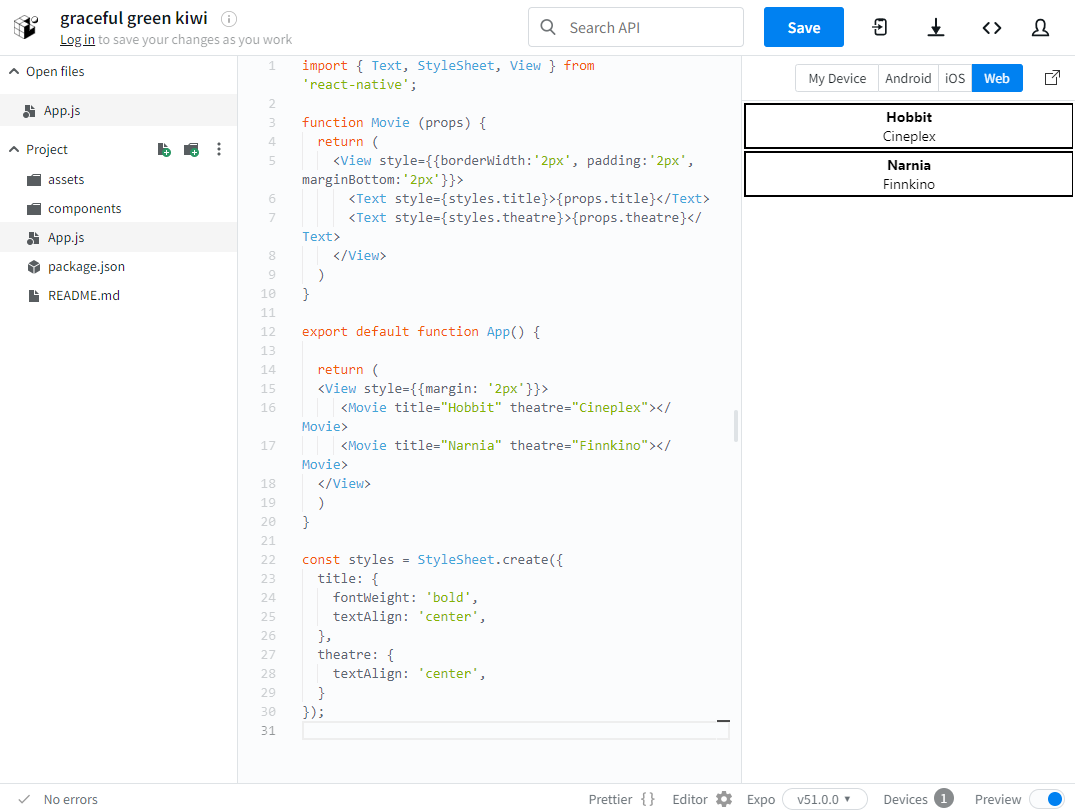 graceful green kiwi
Log in to save your changes as you work
Search API
Save
Open files
App.js
Project
assets
components
App.js
package.json
README.md
1 import { Text, StyleSheet, View } from
'react-native';
2
3 function Movie (props) {
4 return (
5 <View style={{borderWidth:'2px', padding:'2px',
marginBottom:'2px'}}>
6 <Text style={styles.title}>{props.title}</Text>
7 <Text style={styles.theatre}>{props.theatre}</
Text>
8 </View>
9 )
10 }
11
12 export default function App() {
13
14 return (
15 <View style={{margin: '2px'}}>
16 <Movie title="Hobbit" theatre="Cineplex"></
Movie>
17 <Movie title="Narnia" theatre="Finnkino"></
Movie>
18 </View>
19 )
20 }
21
22 const styles = StyleSheet.create({
23 title: {
24 fontWeight: 'bold',
25 textAlign: 'center',
26 },
27 theatre: {
28 textAlign: 'center',
29 }
30 });
31
My Device Android iOS Web
Hobbit
Cineplex
Narnia
Finnkino
No errors
Prettier {} Editor Expo v51.0.0 Devices 1 Preview